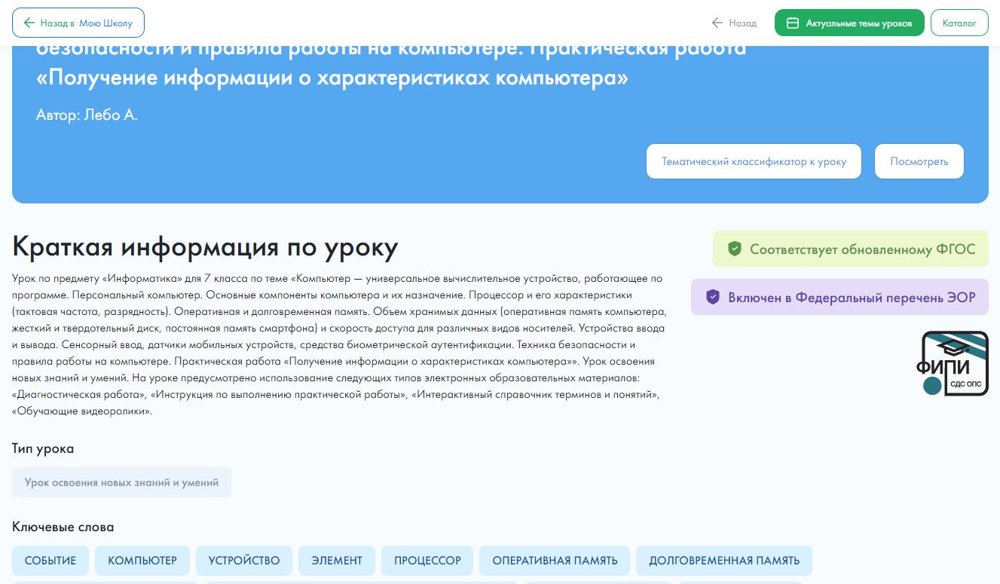 Назад в Мою Школу
Назад
Актуальные темы уроков
Каталог
безопасности и правила работы на компьютере. Практическая работа
«Получение информации о характеристиках компьютера»
Автор: Лебо А.
Тематический классификатор к уроку
Посмотреть
Краткая информация по уроку
Урок по предмету «Информатика» для 7 класса по теме «Компьютер — универсальное вычислительное устройство, работающее по
программе. Персональный компьютер. Основные компоненты компьютера и их назначение. Процессор и его характеристики
(тактовая частота, разрядность). Оперативная и долговременная память. Объем хранимых данных (оперативная память компьютера,
жесткий и твердотельный диск, постоянная память смартфона) и скорость доступа для различных видов носителей. Устройства ввода
и вывода. Сенсорный ввод, датчики мобильных устройств, средства биометрической аутентификации. Техника безопасности и
правила работы на компьютере. Практическая работа «Получение информации о характеристиках компьютера»». Урок освоения
новых знаний и умений. На уроке предусмотрено использование следующих типов электронных образовательных материалов:
«Диагностическая работа», «Инструкция по выполнению практической работы», «Интерактивный справочник терминов и понятий»,
«Обучающие видеоролики».
Соответствует обновленному ФГОС
Включен в Федеральный перечень ЭОР
ФИПИ
СДС ОПС
Тип урока
Урок освоения новых знаний и умений
Ключевые слова
СОБЫТИЕ
КОМПЬЮТЕР
УСТРОЙСТВО
ЭЛЕМЕНТ
ПРОЦЕССОР
ОПЕРАТИВНАЯ ПАМЯТЬ
ДОЛГОВРЕМЕННАЯ ПАМЯТЬ